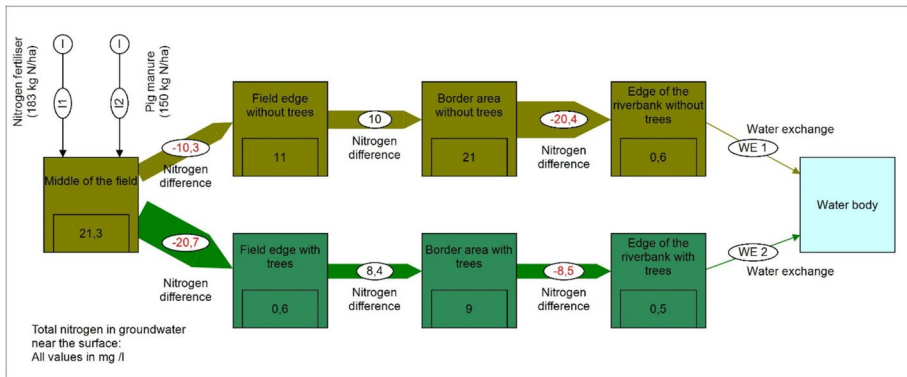 Nitrogen fertiliser
(183 kg N/ha)
I
I1
I
I2
Pig manure
(150 kg N/ha)
Middle of the field
21,3
-10,3
Nitrogen
difference
Field edge
without trees
11
10
Nitrogen
difference
Border area
without trees
21
-20,4
Nitrogen
difference
Edge of the
riverbank without
trees
0,6
Water exchange
WE 1
Water body
-20,7
Nitrogen
difference
Field edge with
trees
0,6
8,4
Nitrogen
difference
Border area with
trees
9
-8,5
Nitrogen
difference
Edge of the
riverbank with
trees
0,5
WE 2
Water exchange
Total nitrogen in groundwater
near the surface:
All values in mg /l